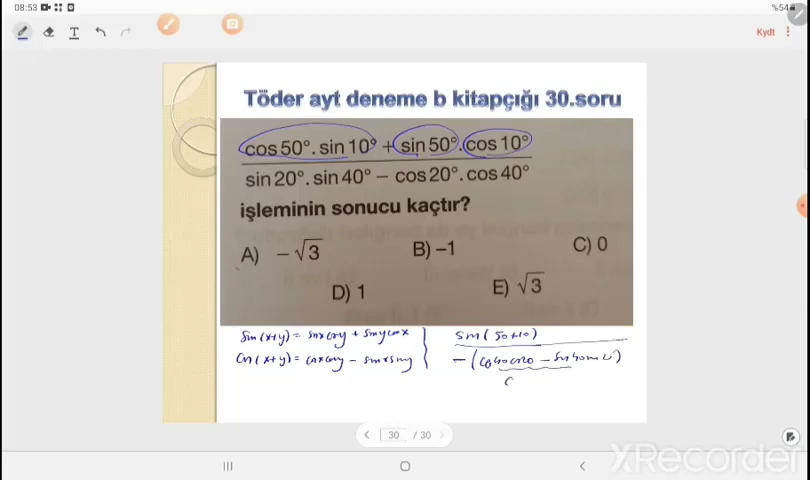 08:53
%54
T
Kydt
Töder ayt deneme b kitapçığı 30.soru
cos 50°. sin 10° + sin 50°. cos 10°
sin 20°. sin 40° − cos 20°. cos 40°
işleminin sonucu kaçtır?
A) −√3 B) −1 C) 0
D) 1 E) √3
sin(x+y) = sinx cosy + siny cosx
cos(x+y) = cosx cosy − sinx siny
sin(50+10)
−(cos40cos20 − sin40sin20)
30 / 30
XRecorder